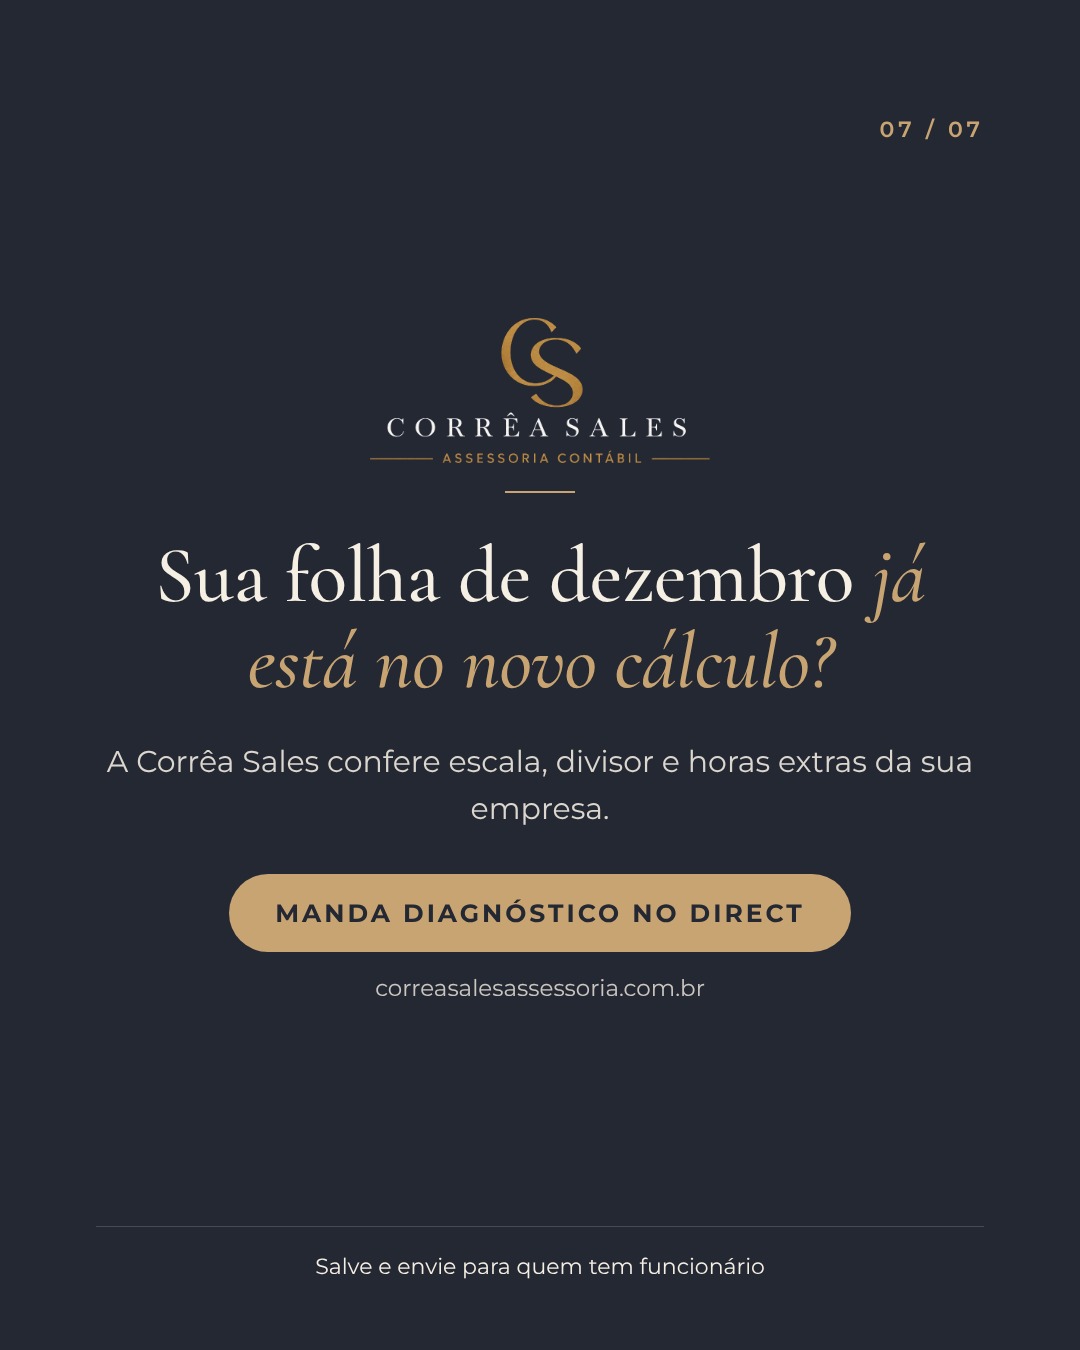 07 / 07
CS
CORRÊA SALES
ASSESSORIA CONTÁBIL
Sua folha de dezembro já
está no novo cálculo?
A Corrêa Sales confere escala, divisor e horas extras da sua
empresa.
MANDA DIAGNÓSTICO NO DIRECT
correasalesassessoria.com.br
Salve e envie para quem tem funcionário